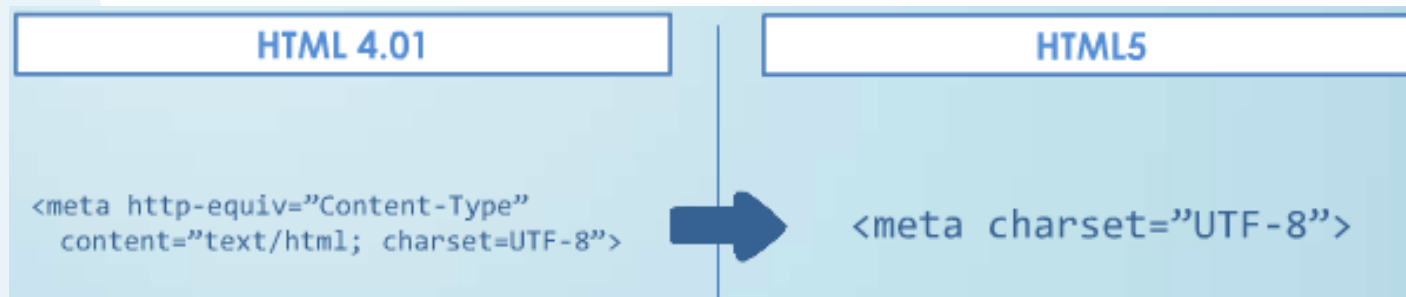 HTML 4.01
<meta http-equiv=”Content-Type”
content=”text/html; charset=UTF-8”>
HTML5
<meta charset=”UTF-8”>